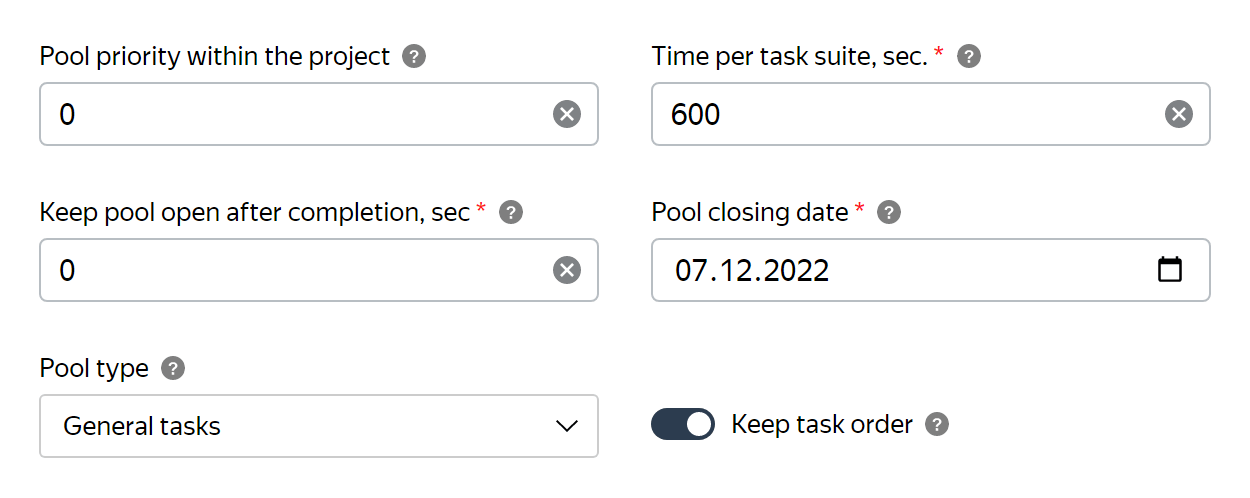 Pool priority within the project ?
Time per task suite, sec. * ?
0
600
Keep pool open after completion, sec * ?
Pool closing date * ?
0
07.12.2022
Pool type ?
General tasks
Keep task order ?